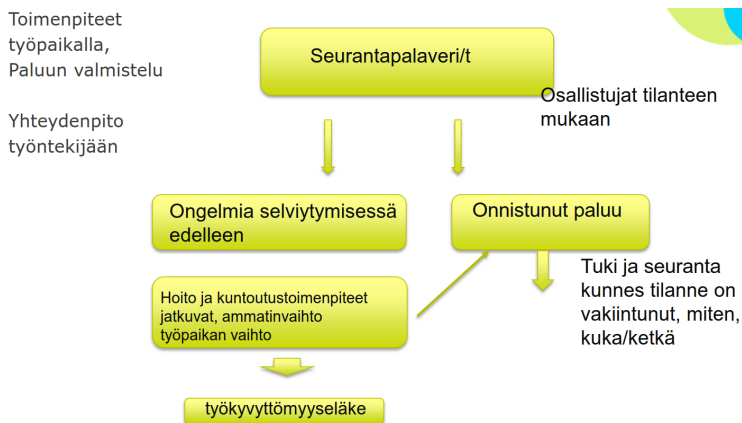 Toimenpiteet
työpaikalla,
Paluun valmistelu
Yhteydenpito
työntekijään
Seurantapalaveri/t
Osallistujat tilanteen
mukaan
Ongelmia selviytymisessä
edelleen
Onnistunut paluu
Hoito ja kuntoutustoimenpiteet
jatkuvat, ammatinvaihto
työpaikan vaihto
Tuki ja seuranta
kunnes tilanne on
vakiintunut, miten,
kuka/ketkä
työkyvyttömyyseläke